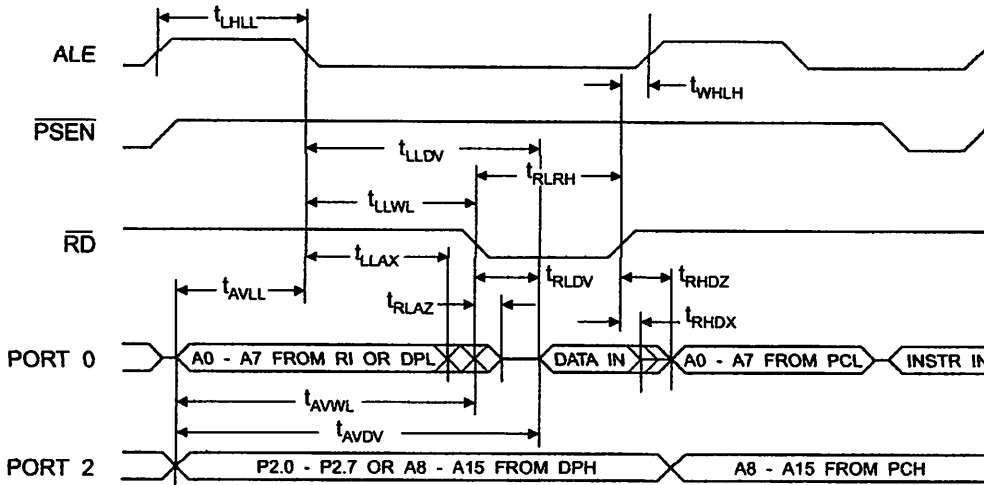 tLHLL
ALE
tWHLH
PSEN
tLLDV
tRLRH
tLLWL
RD
tLLAX
tRLDV
tRHDZ
tAVLL
tRLAZ
tRHDX
PORT 0
A0 - A7 FROM RI OR DPL
DATA IN
A0 - A7 FROM PCL
INSTR IN
tAVWL
tAVDV
PORT 2
P2.0 - P2.7 OR A8 - A15 FROM DPH
A8 - A15 FROM PCH